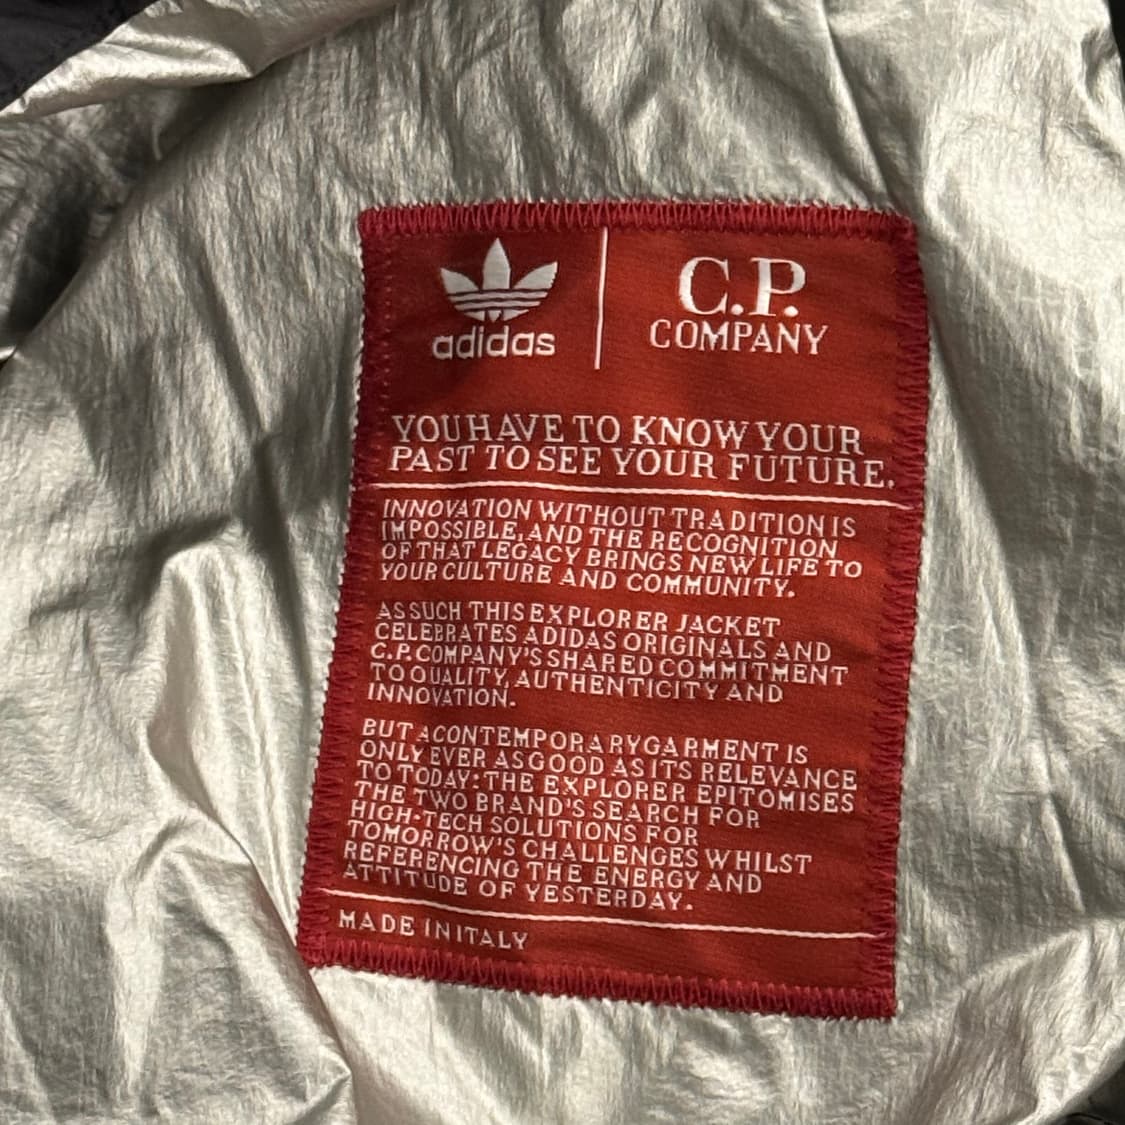 adidas
C.P.
COMPANY
YOU HAVE TO KNOW YOUR
PAST TO SEE YOUR FUTURE.
INNOVATION WITHOUT TRADITION IS
IMPOSSIBLE, AND THE RECOGNITION
OF THAT LEGACY BRINGS NEW LIFE TO
YOUR CULTURE AND COMMUNITY.
AS SUCH THIS EXPLORER JACKET
CELEBRATES ADIDAS ORIGINALS AND
C.P. COMPANY'S SHARED COMMITMENT
TO QUALITY, AUTHENTICITY AND
INNOVATION.
BUT A CONTEMPORARY GARMENT IS
ONLY EVER AS GOOD AS ITS RELEVANCE
TO TODAY: THE EXPLORER EPITOMISES
THE TWO BRAND'S SEARCH FOR
HIGH-TECH SOLUTIONS FOR
TOMORROW'S CHALLENGES WHILST
REFERENCING THE ENERGY AND
ATTITUDE OF YESTERDAY.
MADE IN ITALY